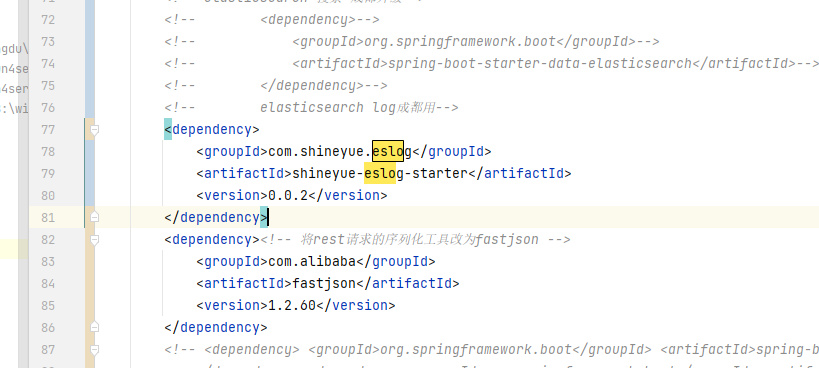 72 <!-- <dependency>-->
gdu\ 73 <!-- <groupId>org.springframework.boot</groupId>-->
n4se 74 <!-- <artifactId>spring-boot-starter-data-elasticsearch</artifactId>-->
4ser 75 <!-- </dependency>-->
:\wi 76 <!-- elasticsearch log成都用-->
77 <dependency>
78 <groupId>com.shineyue.eslog</groupId>
79 <artifactId>shineyue-eslog-starter</artifactId>
80 <version>0.0.2</version>
81 </dependency>
82 <dependency><!-- 将rest请求的序列化工具改为fastjson -->
83 <groupId>com.alibaba</groupId>
84 <artifactId>fastjson</artifactId>
85 <version>1.2.60</version>
86 </dependency>
87 <!-- <dependency> <groupId>org.springframework.boot</groupId> <artifactId>spring-b